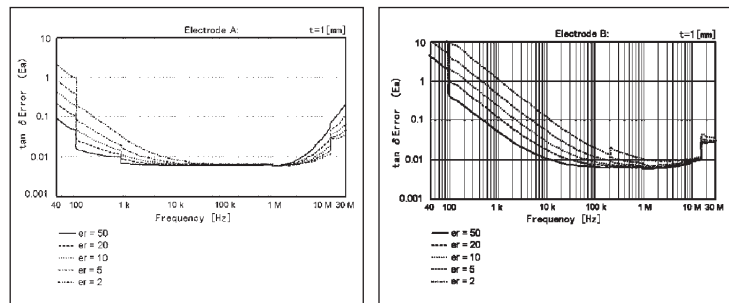 Electrode A: t=1[mm]
tan δ Error (Ea)
10
1
0.1
0.01
0.001
40 100 1 k 10 k 100 k 1 M 10 M 30 M
Frequency [Hz]
er = 50
er = 20
er = 10
er = 5
er = 2
Electrode B: t=1[mm]
tan δ Error (Ea)
10
1
0.1
0.01
0.001
40 100 1 k 10 k 100 k 1 M 10 M 30 M
Frequency [Hz]
er = 50
er = 20
er = 10
er = 5
er = 2